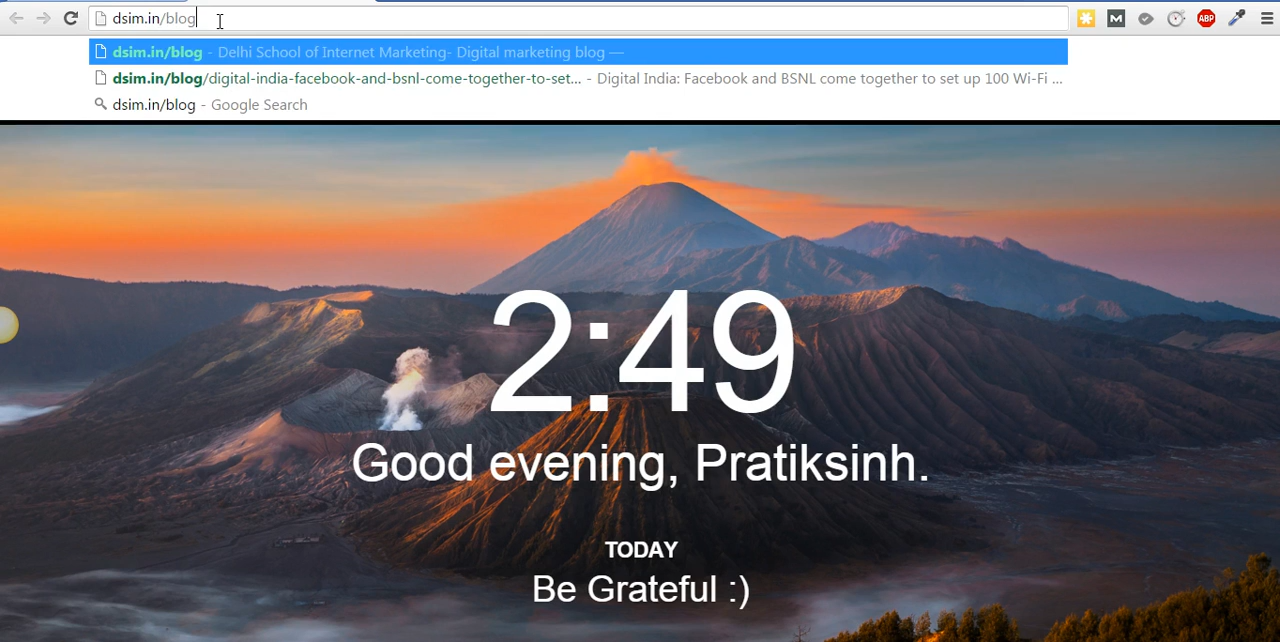 dsim.in/blog
ABP
dsim.in/blog - Delhi School of Internet Marketing- Digital marketing blog —
dsim.in/blog/digital-india-facebook-and-bsnl-come-together-to-set... - Digital India: Facebook and BSNL come together to set up 100 Wi-Fi ...
dsim.in/blog - Google Search
2:49
Good evening, Pratiksinh.
TODAY
Be Grateful :)